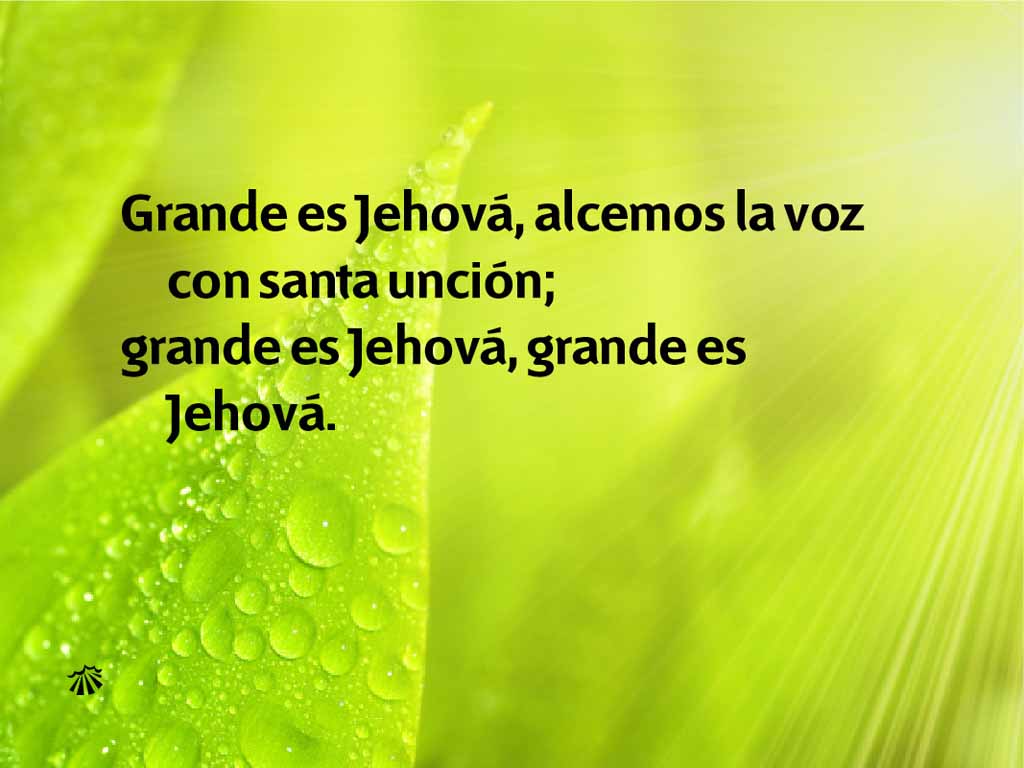 Grande es Jehová, alcemos la voz
con santa unción;
grande es Jehová, grande es
Jehová.